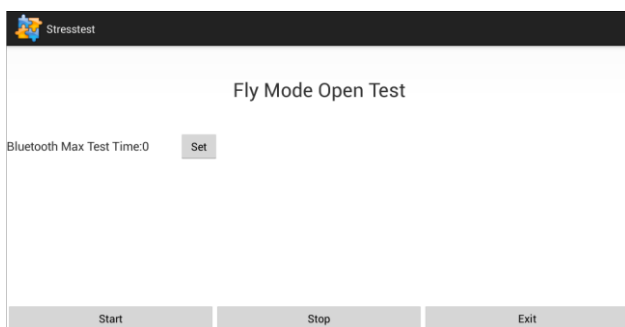 Stresstest
Fly Mode Open Test
Bluetooth Max Test Time:0 Set
Start Stop Exit